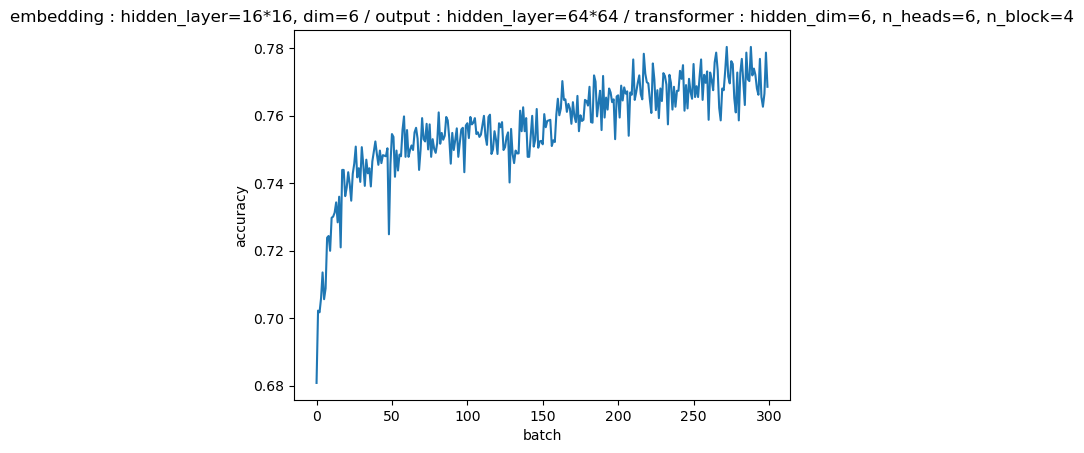 embedding : hidden_layer=16*16, dim=6 / output : hidden_layer=64*64 / transformer : hidden_dim=6, n_heads=6, n_block=4
0.78
0.76
0.74
0.72
0.70
0.68
accuracy
0 50 100 150 200 250 300
batch